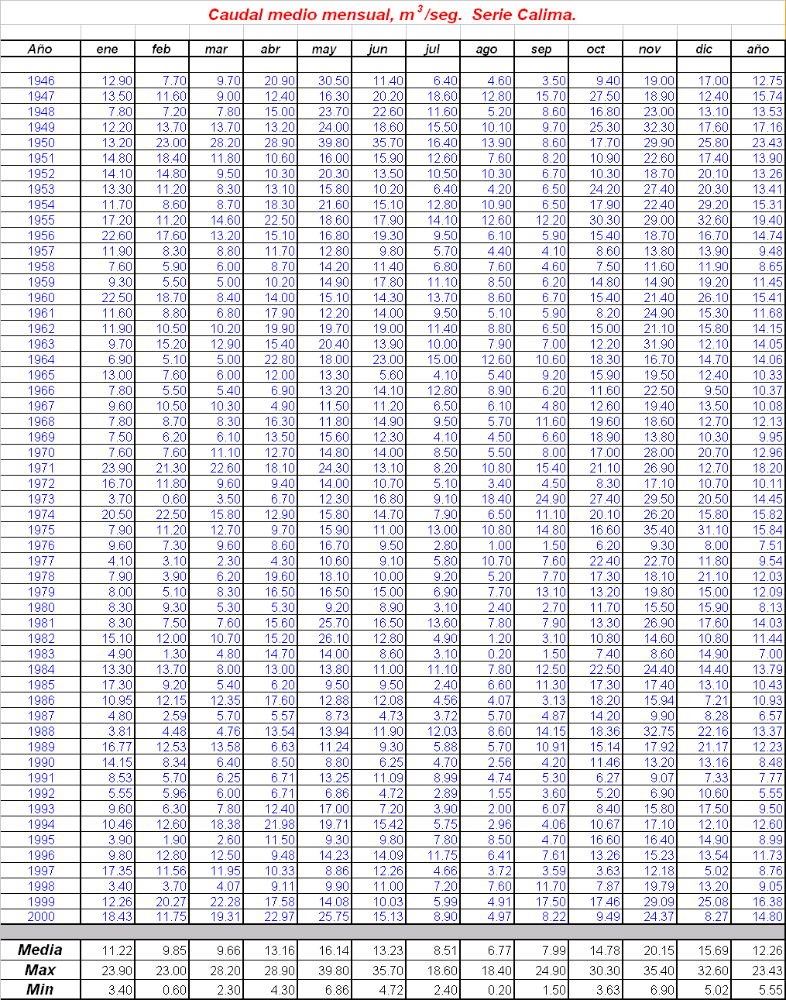 Caudal medio mensual, m³/seg. Serie Calima.
Año ene feb mar abr may jun jul ago sep oct nov dic año
1946 12.90 7.70 9.70 20.90 30.50 11.40 6.40 4.60 3.50 9.40 19.00 17.00 12.75
1947 13.50 11.60 9.00 12.40 16.30 20.20 18.60 12.80 15.70 27.50 18.90 12.40 15.74
1948 7.80 7.20 7.80 15.00 23.70 22.60 11.60 5.20 8.60 16.80 23.00 13.10 13.53
1949 12.20 13.70 13.70 13.20 24.00 18.60 15.50 10.10 9.70 25.30 32.30 17.60 17.16
1950 13.20 23.00 28.20 28.90 39.80 35.70 16.40 13.90 8.60 17.70 29.90 25.80 23.43
1951 14.80 18.40 11.80 10.60 16.00 15.90 12.60 7.60 8.20 10.90 22.60 17.40 13.90
1952 14.10 14.80 9.50 10.30 20.30 13.50 10.50 10.30 6.70 10.30 18.70 20.10 13.26
1953 13.30 11.20 8.30 13.10 15.80 10.20 6.40 4.20 6.50 24.20 27.40 20.30 13.41
1954 11.70 8.60 8.70 18.30 21.60 15.10 12.80 10.90 6.50 17.90 22.40 29.20 15.31
1955 17.20 11.20 14.60 22.50 18.60 17.90 14.10 12.60 12.20 30.30 29.00 32.60 19.40
1956 22.60 17.60 13.20 15.10 16.80 19.30 9.50 6.10 5.90 15.40 18.70 16.70 14.74
1957 11.90 8.30 8.80 11.70 12.80 9.80 5.70 4.40 4.10 8.60 13.80 13.90 9.48
1958 7.60 5.90 6.00 8.70 14.20 11.40 6.80 7.60 4.60 7.50 11.60 11.90 8.65
1959 9.30 5.50 5.00 10.20 14.90 17.80 11.10 8.50 6.20 14.80 14.90 19.20 11.45
1960 22.50 18.70 8.40 14.00 15.10 14.30 13.70 8.60 6.70 15.40 21.40 26.10 15.41
1961 11.60 8.80 6.80 17.90 12.20 14.00 9.50 5.10 5.90 8.20 24.90 15.30 11.68
1962 11.90 10.50 10.20 19.90 19.70 19.00 11.40 8.80 6.50 15.00 21.10 15.80 14.15
1963 9.70 15.20 12.90 15.40 20.40 13.90 10.00 7.90 7.00 12.20 31.90 12.10 14.05
1964 6.90 5.10 5.00 22.80 18.00 23.00 15.00 12.60 10.60 18.30 16.70 14.70 14.06
1965 13.00 7.60 6.00 12.00 13.30 5.60 4.10 5.40 9.20 15.90 19.50 12.40 10.33
1966 7.80 5.50 5.40 6.90 13.20 14.10 12.80 8.90 6.20 11.60 22.50 9.50 10.37
1967 9.60 10.50 10.30 4.90 11.50 11.20 6.50 6.10 4.80 12.60 19.40 13.50 10.08
1968 7.80 8.70 8.30 16.30 11.80 14.90 9.50 5.70 11.60 19.60 18.60 12.70 12.13
1969 7.50 6.20 6.10 13.50 15.60 12.30 4.10 4.50 6.60 18.90 13.80 10.30 9.95
1970 7.60 7.60 11.10 12.70 14.80 14.00 8.50 5.50 8.00 17.00 28.00 20.70 12.96
1971 23.90 21.30 22.60 18.10 24.30 13.10 8.20 10.80 15.40 21.10 26.90 12.70 18.20
1972 16.70 11.80 9.60 9.40 14.00 10.70 5.10 3.40 4.50 8.30 17.10 10.70 10.11
1973 3.70 0.60 3.50 6.70 12.30 16.80 9.10 18.40 24.90 27.40 29.50 20.50 14.45
1974 20.50 22.50 15.80 12.90 15.80 14.70 7.90 6.50 11.10 20.10 26.20 15.80 15.82
1975 7.90 11.20 12.70 9.70 15.90 11.00 13.00 10.80 14.80 16.60 35.40 31.10 15.84
1976 9.60 7.30 9.60 8.60 16.70 9.50 2.80 1.00 1.50 6.20 9.30 8.00 7.51
1977 4.10 3.10 2.30 4.30 10.60 9.10 5.80 10.70 7.60 22.40 22.70 11.80 9.54
1978 7.90 3.90 6.20 19.60 18.10 10.00 9.20 5.20 7.70 17.30 18.10 21.10 12.03
1979 8.00 5.10 8.30 16.50 16.50 15.00 6.90 7.70 13.10 13.20 19.80 15.00 12.09
1980 8.30 9.30 5.30 5.30 9.20 8.90 3.10 2.40 2.70 11.70 15.50 15.90 8.13
1981 8.30 7.50 7.60 15.60 25.70 16.50 13.60 7.80 7.90 13.30 26.90 17.60 14.03
1982 15.10 12.00 10.70 15.20 26.10 12.80 4.90 1.20 3.10 10.80 14.60 10.80 11.44
1983 4.90 1.30 4.80 14.70 14.00 8.60 3.10 0.20 1.50 7.40 8.60 14.90 7.00
1984 13.30 13.70 8.00 13.00 13.80 11.00 11.10 7.80 12.50 22.50 24.40 14.40 13.79
1985 17.30 9.20 5.40 6.20 9.50 9.50 2.40 6.60 11.30 17.30 17.40 13.10 10.43
1986 10.95 12.15 12.35 17.60 12.88 12.08 4.56 4.07 3.13 18.20 15.94 7.21 10.93
1987 4.80 2.59 5.70 5.57 8.73 4.73 3.72 5.70 4.87 14.20 9.90 8.28 6.57
1988 3.81 4.48 4.76 13.54 13.94 11.90 12.03 8.60 14.15 18.36 32.75 22.16 13.37
1989 16.77 12.53 13.58 6.63 11.24 9.30 5.88 5.70 10.91 15.14 17.92 21.17 12.23
1990 14.15 8.34 6.40 8.50 8.80 6.25 4.70 2.56 4.20 11.46 13.20 13.16 8.48
1991 8.53 5.70 6.25 6.71 13.25 11.09 8.99 4.74 5.30 6.27 9.07 7.33 7.77
1992 5.55 5.96 6.00 6.71 6.86 4.72 2.89 1.55 3.60 5.20 6.90 10.60 5.55
1993 9.60 6.30 7.80 12.40 17.00 7.20 3.90 2.00 6.07 8.40 15.80 17.50 9.50
1994 10.46 12.60 18.38 21.98 19.71 15.42 5.75 2.96 4.06 10.67 17.10 12.10 12.60
1995 3.90 1.90 2.60 11.50 9.30 9.80 7.80 8.50 4.70 16.60 16.40 14.90 8.99
1996 9.80 12.80 12.50 9.48 14.23 14.09 11.75 6.41 7.61 13.26 15.23 13.54 11.73
1997 17.35 11.56 11.95 10.33 8.86 12.26 4.66 3.72 3.59 3.63 12.18 5.02 8.76
1998 3.40 3.70 4.07 9.11 9.90 11.00 7.20 7.60 11.70 7.87 19.79 13.20 9.05
1999 12.26 20.27 22.28 17.58 14.08 10.03 5.99 4.91 17.50 17.46 29.09 25.08 16.38
2000 18.43 11.75 19.31 22.97 25.75 15.13 8.90 4.97 8.22 9.49 24.37 8.27 14.80
Media 11.22 9.85 9.66 13.16 16.14 13.23 8.51 6.77 7.99 14.78 20.15 15.69 12.26
Max 23.90 23.00 28.20 28.90 39.80 35.70 18.60 18.40 24.90 30.30 35.40 32.60 23.43
Min 3.40 0.60 2.30 4.30 6.86 4.72 2.40 0.20 1.50 3.63 6.90 5.02 5.55